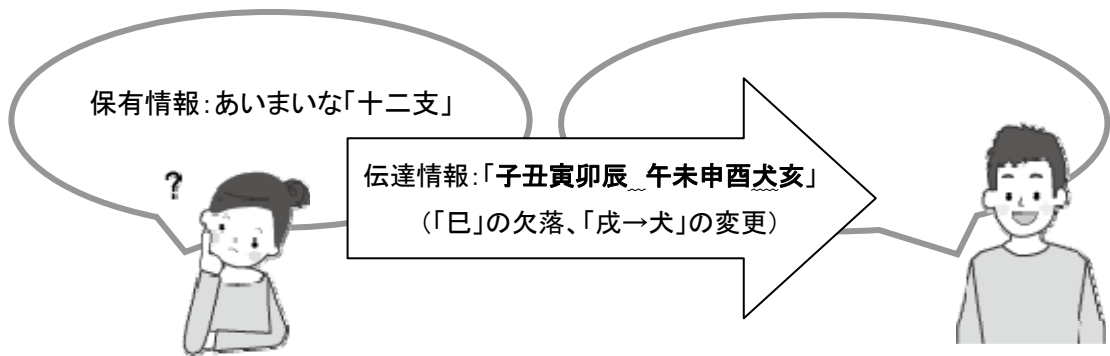 保有情報：あいまいな「十二支」
?
伝達情報：「子丑寅卯辰　午未申酉犬亥」
（「巳」の欠落、「戌→犬」の変更）